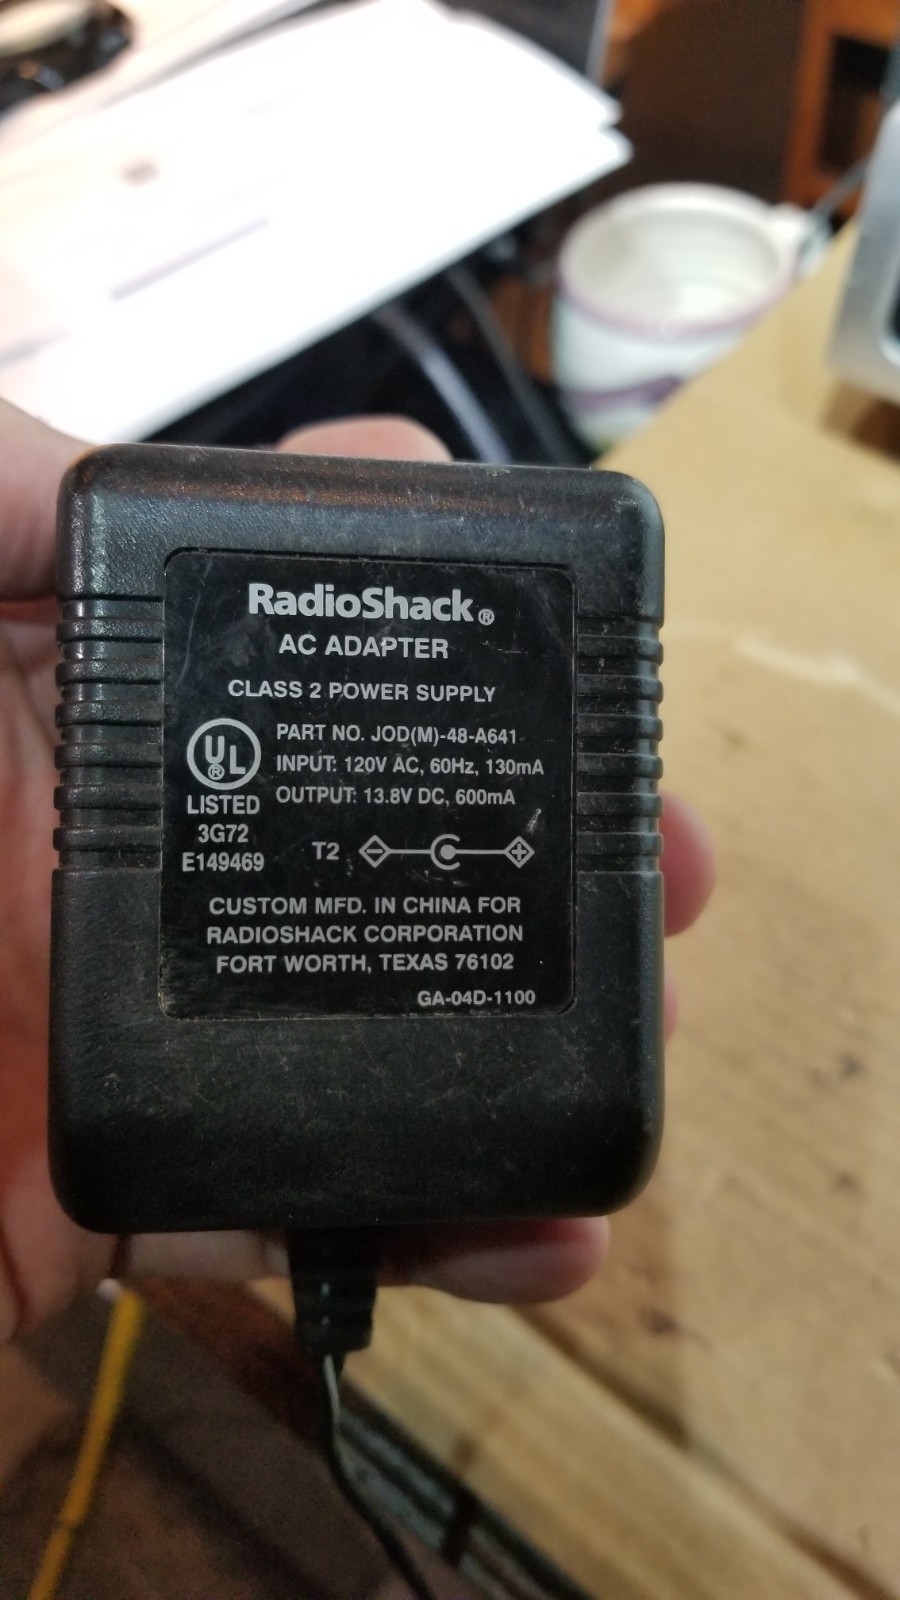 RadioShack®
AC ADAPTER
CLASS 2 POWER SUPPLY
PART NO. JOD(M)-48-A641
INPUT: 120V AC, 60Hz, 130mA
OUTPUT: 13.8V DC, 600mA
UL®
LISTED
3G72
E149469
T2
CUSTOM MFD. IN CHINA FOR
RADIOSHACK CORPORATION
FORT WORTH, TEXAS 76102
GA-04D-1100